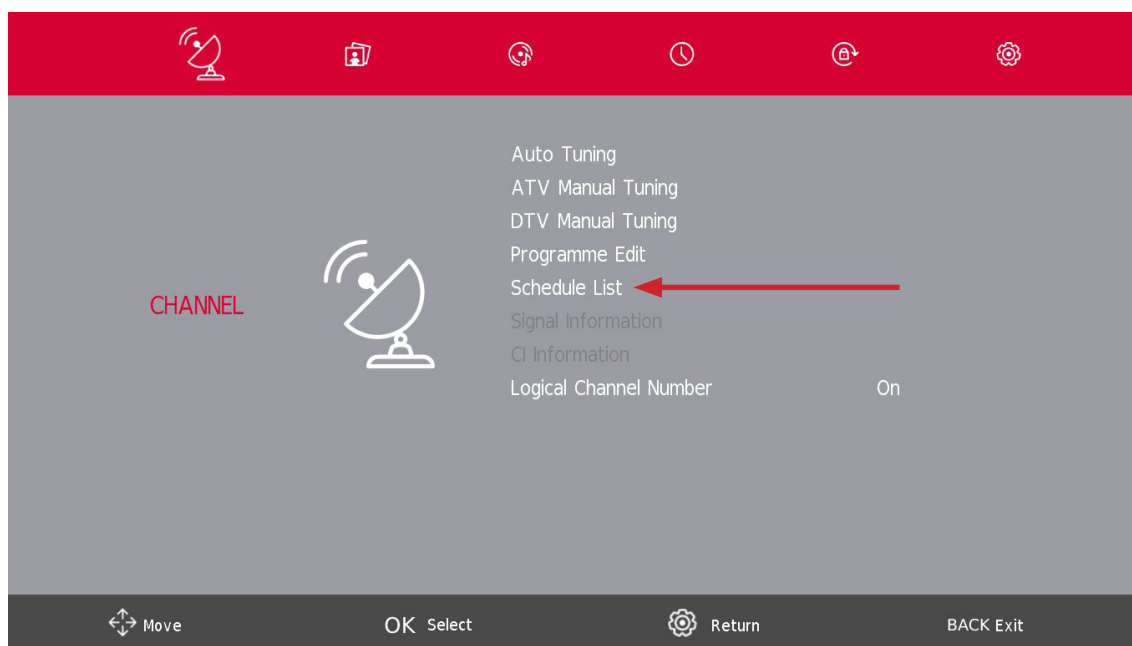 Auto Tuning
ATV Manual Tuning
DTV Manual Tuning
Programme Edit
CHANNEL
Schedule List
Signal Information
CI Information
Logical Channel Number On
Move OK Select Return BACK Exit